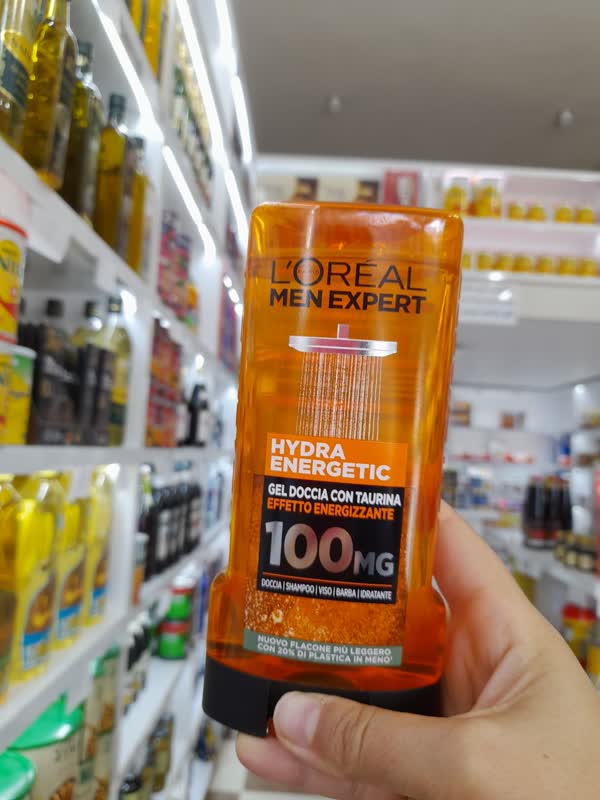 L'ORÉAL
MEN EXPERT
HYDRA
ENERGETIC
GEL DOCCIA CON TAURINA
EFFETTO ENERGIZZANTE
100MG
DOCCIA | SHAMPOO | VISO | BARBA | IDRATANTE
NUOVO FLACONE PIÙ LEGGERO
CON 20% DI PLASTICA IN MENO¹